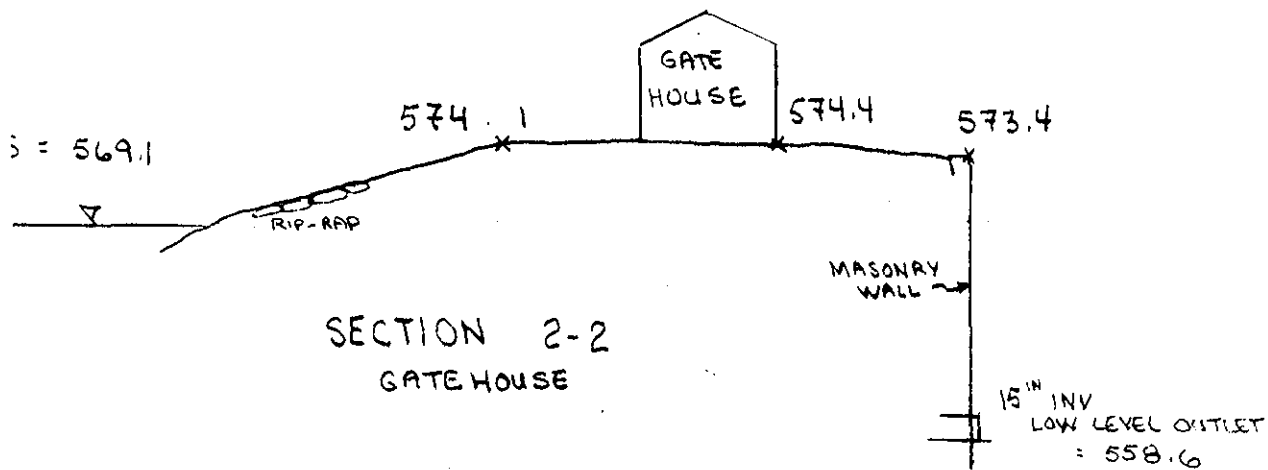 GATE
HOUSE
574.1
574.4
573.4
= 569.1
RIP-RAP
MASONRY
WALL
SECTION 2-2
GATEHOUSE
15 IN INV
LOW LEVEL OUTLET
= 558.6